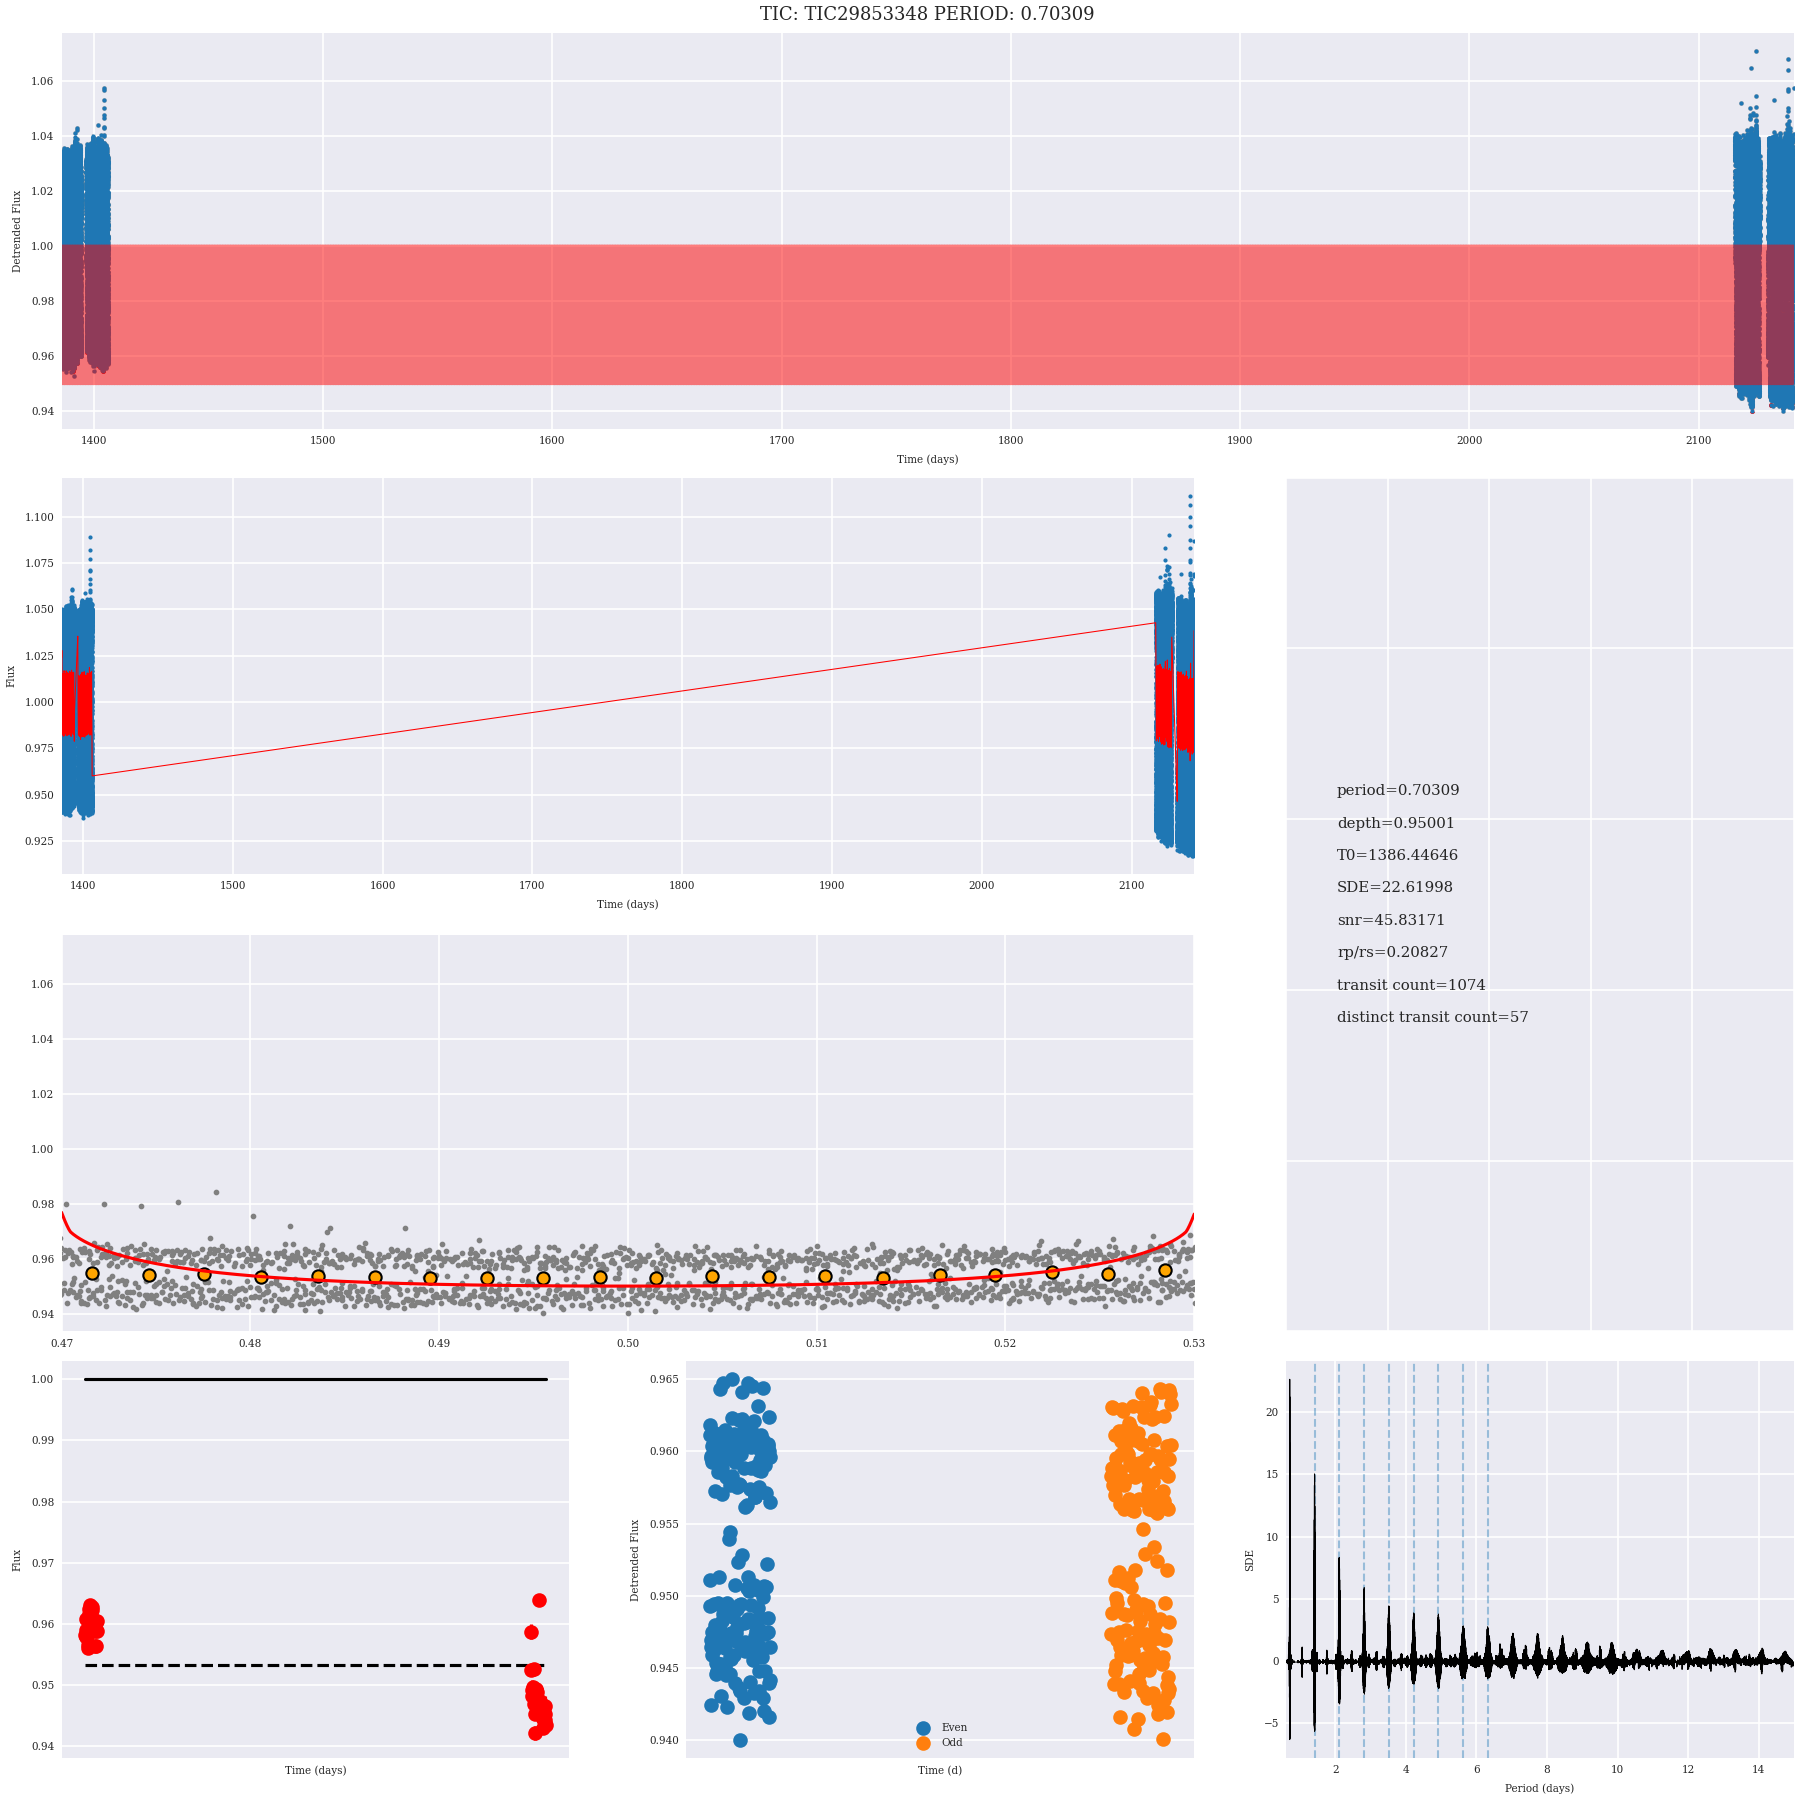 TIC: TIC29853348 PERIOD: 0.70309
Detrended Flux
1.06
1.04
1.02
1.00
0.98
0.96
0.94
1400 1500 1600 1700 1800 1900 2000 2100
Time (days)
Flux
1.100
1.075
1.050
1.025
1.000
0.975
0.950
0.925
1400 1500 1600 1700 1800 1900 2000 2100
Time (days)
period=0.70309
depth=0.95001
T0=1386.44646
SDE=22.61998
snr=45.83171
rp/rs=0.20827
transit count=1074
distinct transit count=57
1.06
1.04
1.02
1.00
0.98
0.96
0.94
0.47 0.48 0.49 0.50 0.51 0.52 0.53
Flux
1.00
0.99
0.98
0.97
0.96
0.95
0.94
Time (days)
Detrended Flux
0.965
0.960
0.955
0.950
0.945
0.940
Even
Odd
Time (d)
SDE
20
15
10
5
0
−5
2 4 6 8 10 12 14
Period (days)